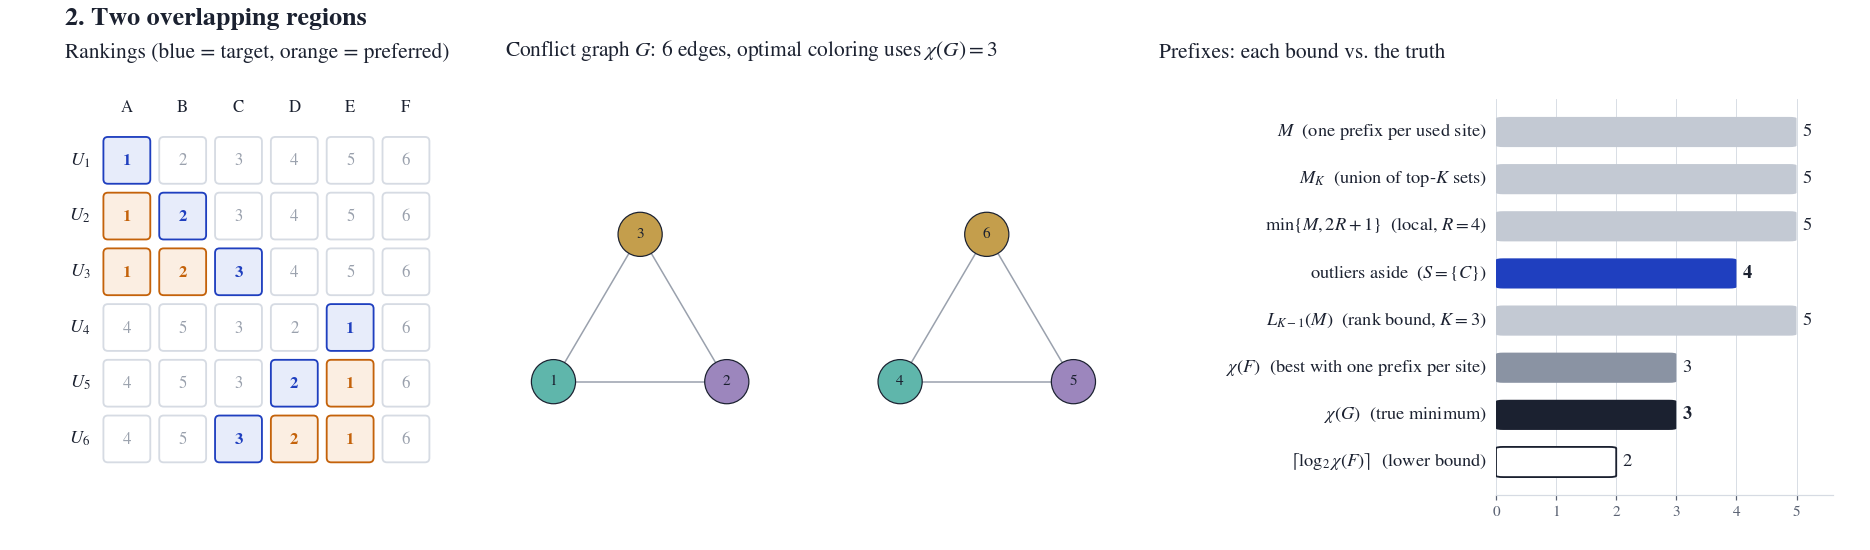 2. Two overlapping regions
Rankings (blue = target, orange = preferred)
A B C D E F
U₁ 1 2 3 4 5 6
U₂ 1 2 3 4 5 6
U₃ 1 2 3 4 5 6
U₄ 4 5 3 2 1 6
U₅ 4 5 3 2 1 6
U₆ 4 5 3 2 1 6
Conflict graph G: 6 edges, optimal coloring uses χ(G) = 3
3
1
2
6
4
5
Prefixes: each bound vs. the truth
M (one prefix per used site) 5
M_K (union of top-K sets) 5
min{M, 2R + 1} (local, R = 4) 5
outliers aside (S = {C}) 4
L_{K−1}(M) (rank bound, K = 3) 5
χ(F) (best with one prefix per site) 3
χ(G) (true minimum) 3
⌈log₂ χ(F)⌉ (lower bound) 2
0 1 2 3 4 5